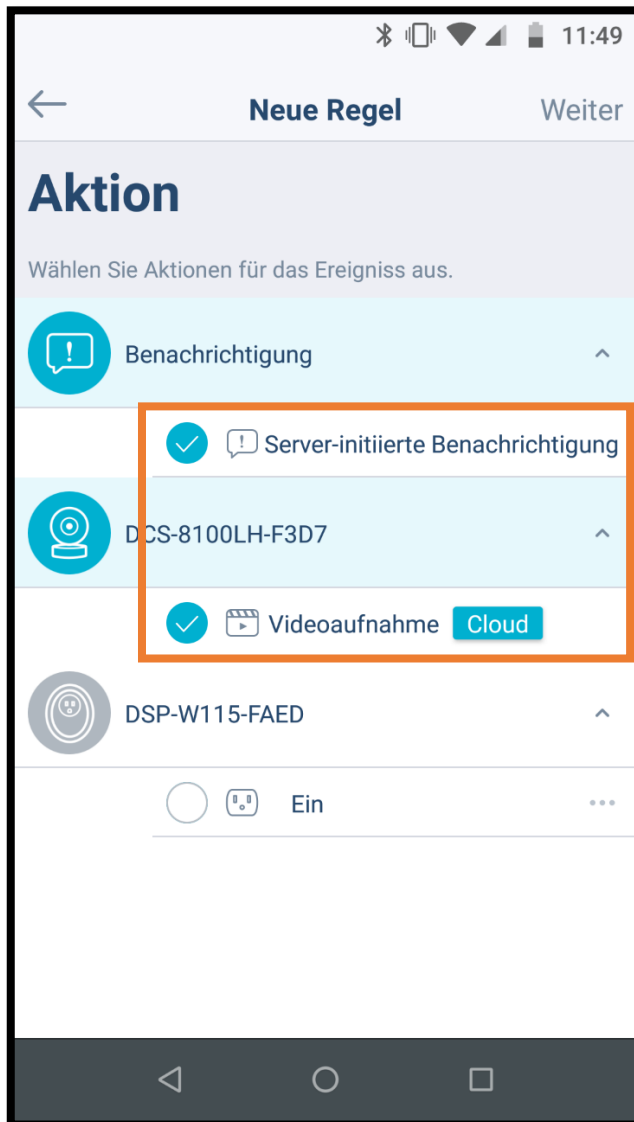 11:49
Neue Regel Weiter
Aktion
Wählen Sie Aktionen für das Ereigniss aus.
Benachrichtigung
Server-initiierte Benachrichtigung
DCS-8100LH-F3D7
Videoaufnahme Cloud
DSP-W115-FAED
Ein